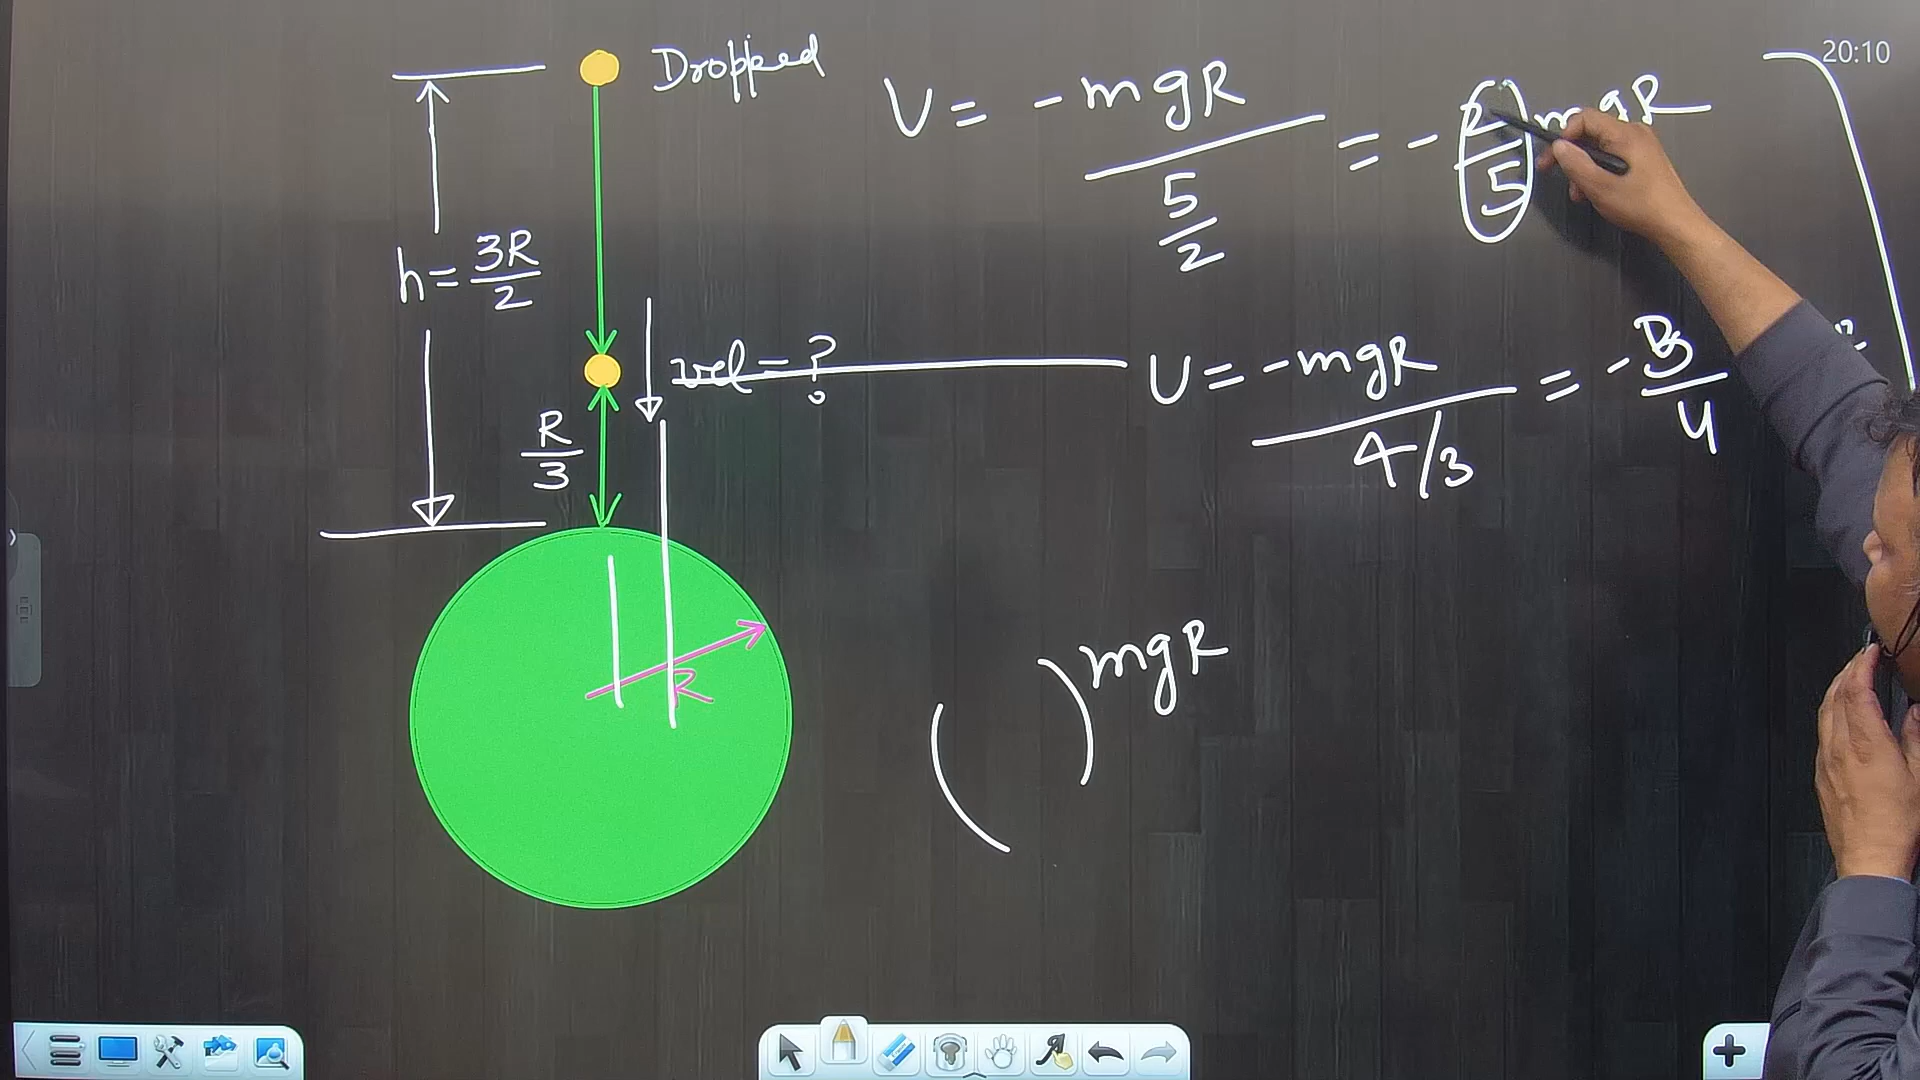 20:10
Dropped
U = -mgR / 5/2 = - 2/5 mgR
h = 3R/2
vel = ?
U = -mgR / 4/3 = - 3/4
R/3
R
( ) mgR